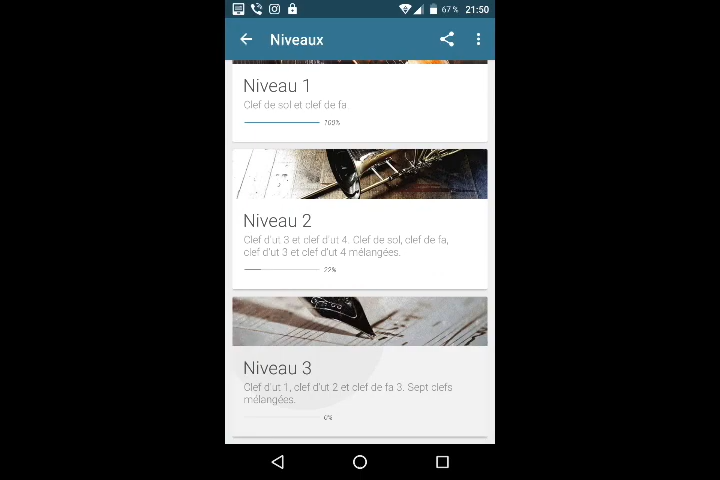 67 % 21:50
Niveaux
Niveau 1
Clef de sol et clef de fa
100%
Niveau 2
Clef d'ut 3 et clef d'ut 4. Clef de sol, clef de fa,
clef d'ut 3 et clef d'ut 4 mélangées.
22%
Niveau 3
Clef d'ut 1, clef d'ut 2 et clef de fa 3. Sept clefs
mélangées.
0%